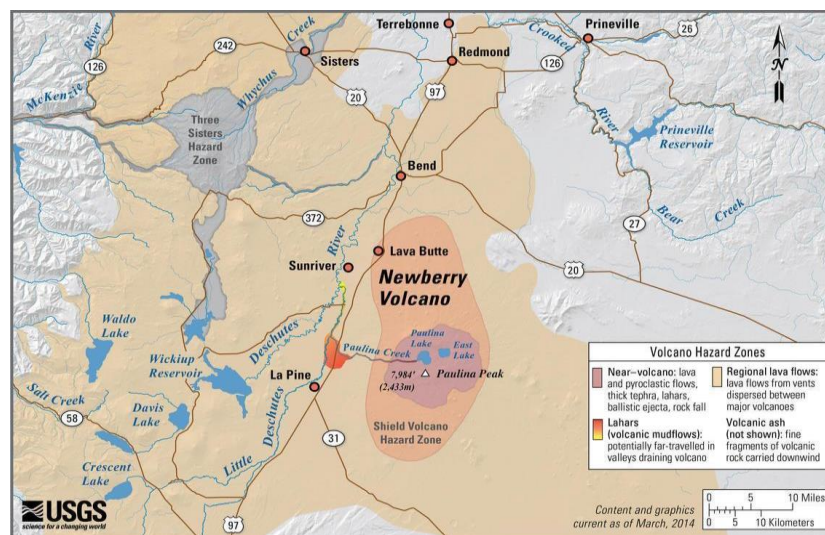 Terrebonne
Prineville
26
River
Creek
242
126
Sisters
Redmond
Crooked
126
N
McKenzie
Whychus
20
97
Three
Sisters
Hazard
Zone
River
Prineville
Reservoir
Bend
372
Bear Creek
27
River
Lava Butte
Sunriver
20
Newberry
Volcano
Waldo
Lake
Deschutes
Paulina
Lake
East
Lake
Paulina Creek
Wickiup
Reservoir
7,984'
(2,433m)
Paulina Peak
La Pine
Salt Creek
58
Davis
Lake
Deschutes
31
Shield Volcano
Hazard Zone
Little
Crescent
Lake
97
Volcano Hazard Zones
Near–volcano: lava
and pyroclastic flows,
thick tephra, lahars,
ballistic ejecta, rock fall
Lahars
(volcanic mudflows):
potentially far-travelled in
valleys draining volcano
Regional lava flows:
lava flows from vents
dispersed between
major volcanoes
Volcanic ash
(not shown): fine
fragments of volcanic
rock carried downwind
USGS
science for a changing world
Content and graphics
current as of March, 2014
0 5 10 Miles
0 5 10 Kilometers